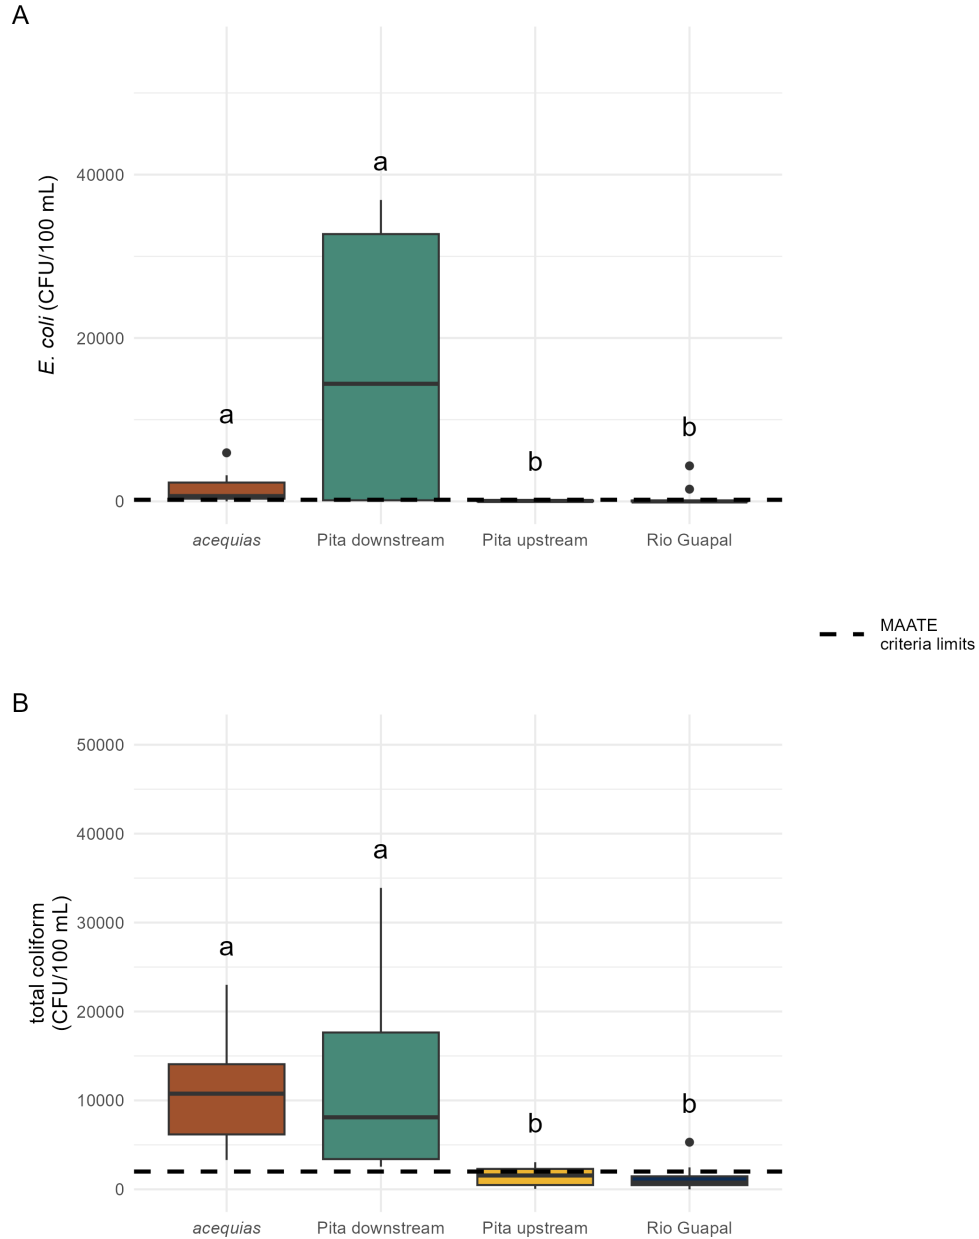 A
a
40000
E. coli (CFU/100 mL)
20000
a
b
b
0
acequias Pita downstream Pita upstream Rio Guapal
MAATE
criteria limits
B
50000
40000
a
30000
a
total coliform
(CFU/100 mL)
20000
10000
b
b
0
acequias Pita downstream Pita upstream Rio Guapal